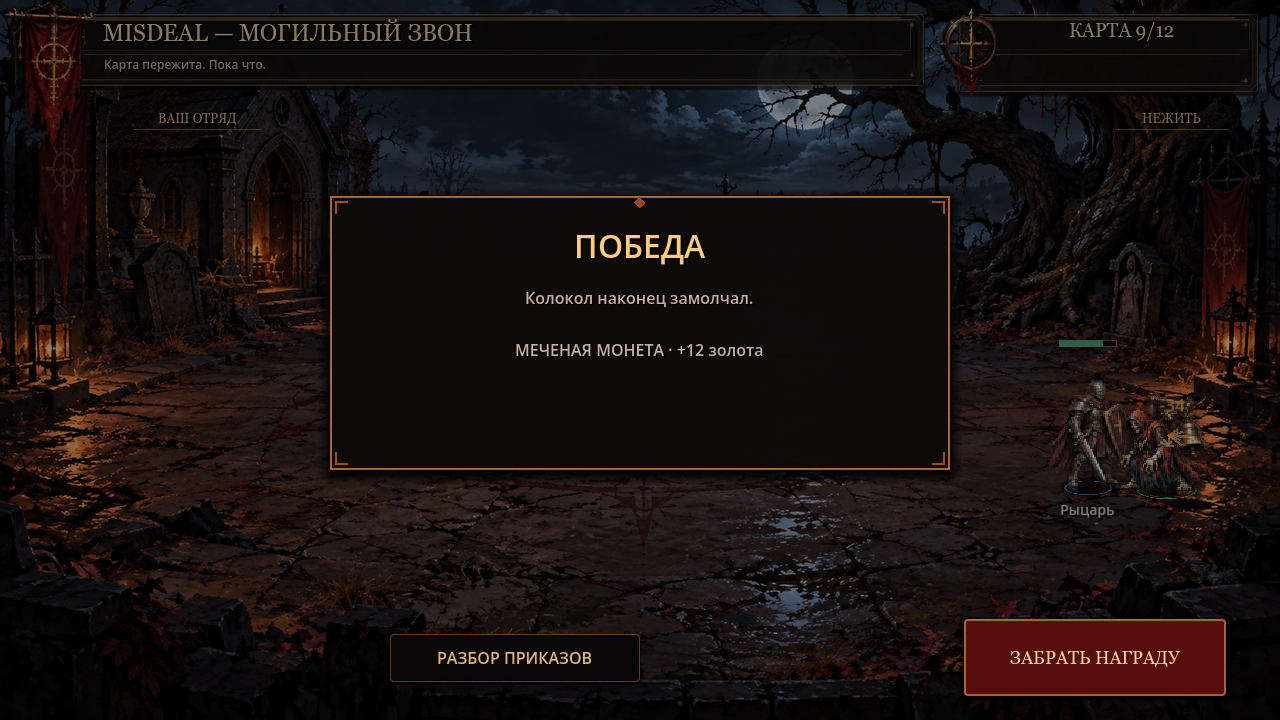 MISDEAL — МОГИЛЬНЫЙ ЗВОН
Карта пережита. Пока что.
КАРТА 9/12
ВАШ ОТРЯД
НЕЖИТЬ
ПОБЕДА
Колокол наконец замолчал.
МЕЧЕНАЯ МОНЕТА · +12 золота
Рыцарь
РАЗБОР ПРИКАЗОВ
ЗАБРАТЬ НАГРАДУ